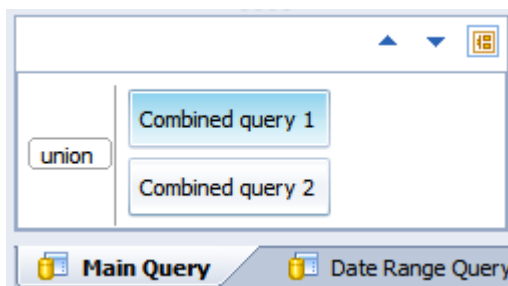 Combined query 1
union
Combined query 2
Main Query
Date Range Query